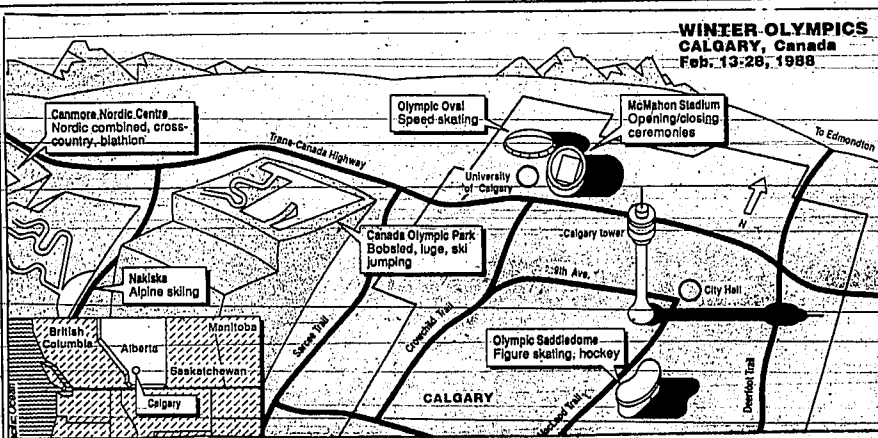 WINTER OLYMPICS
CALGARY, Canada
Feb. 13-28, 1988
Canmore Nordic Centre
Nordic combined, cross-
country, biathlon
Olympic Oval
Speed skating
McMahon Stadium
Opening/closing
ceremonies
To Edmondton
Trans-Canada Highway
University
of Calgary
N
Calgary tower
Canada Olympic Park
Bobsled, luge, ski
jumping
Nakiska
Alpine skiing
9th Ave.
City Hall
British
Columbia
Alberta
Manitoba
Saskatchewan
Calgary
Sarcee Trail
Crowchild Trail
Olympic Saddledome
Figure skating, hockey
CALGARY
Trail
Deerfoot Trail